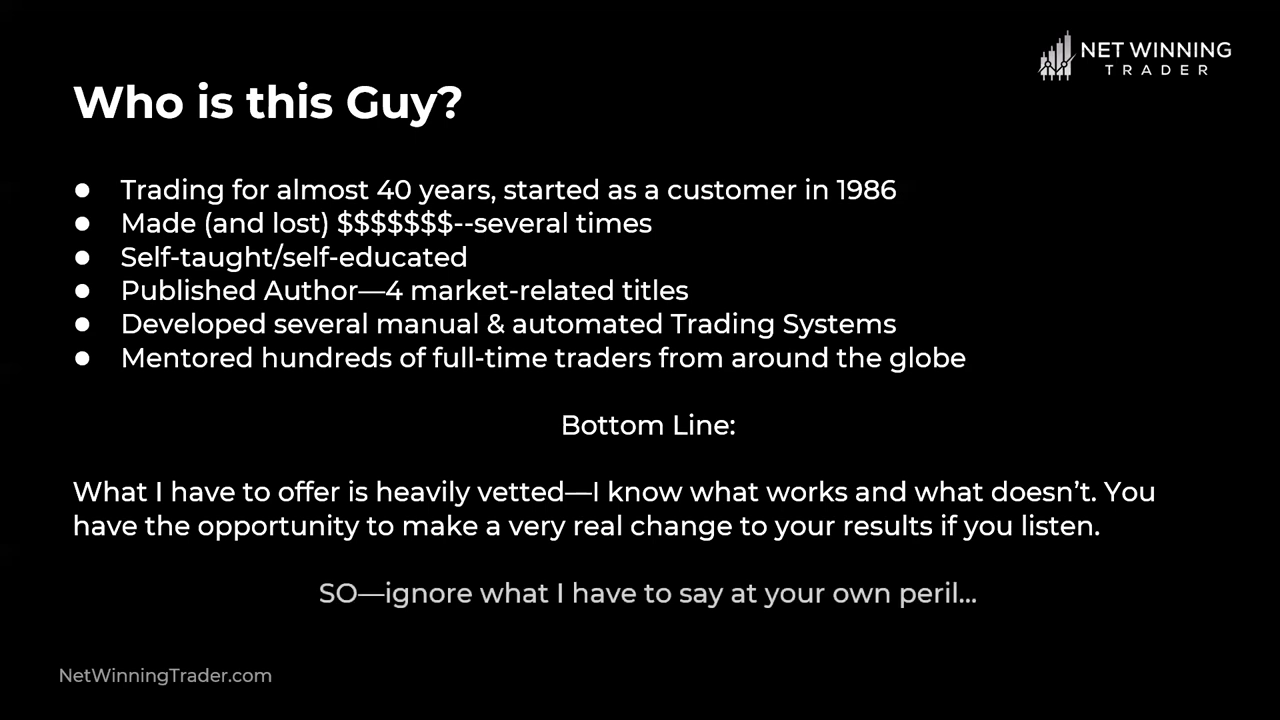 NET WINNING
TRADER
Who is this Guy?
● Trading for almost 40 years, started as a customer in 1986
● Made (and lost) $$$$$$$--several times
● Self-taught/self-educated
● Published Author—4 market-related titles
● Developed several manual & automated Trading Systems
● Mentored hundreds of full-time traders from around the globe
Bottom Line:
What I have to offer is heavily vetted—I know what works and what doesn’t. You
have the opportunity to make a very real change to your results if you listen.
SO—ignore what I have to say at your own peril...
NetWinningTrader.com